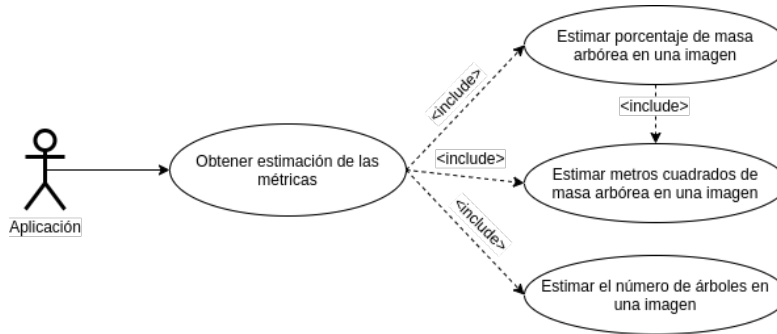 Estimar porcentaje de masa
arbórea en una imagen
<include>
<include>
Obtener estimación de las
métricas
<include>
Estimar metros cuadrados de
masa arbórea en una imagen
Aplicación
<include>
Estimar el número de árboles en
una imagen